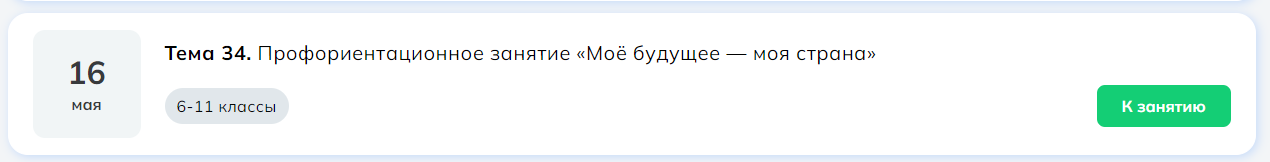 16
мая
Тема 34. Профориентационное занятие «Моё будущее — моя страна»
6-11 классы
К занятию